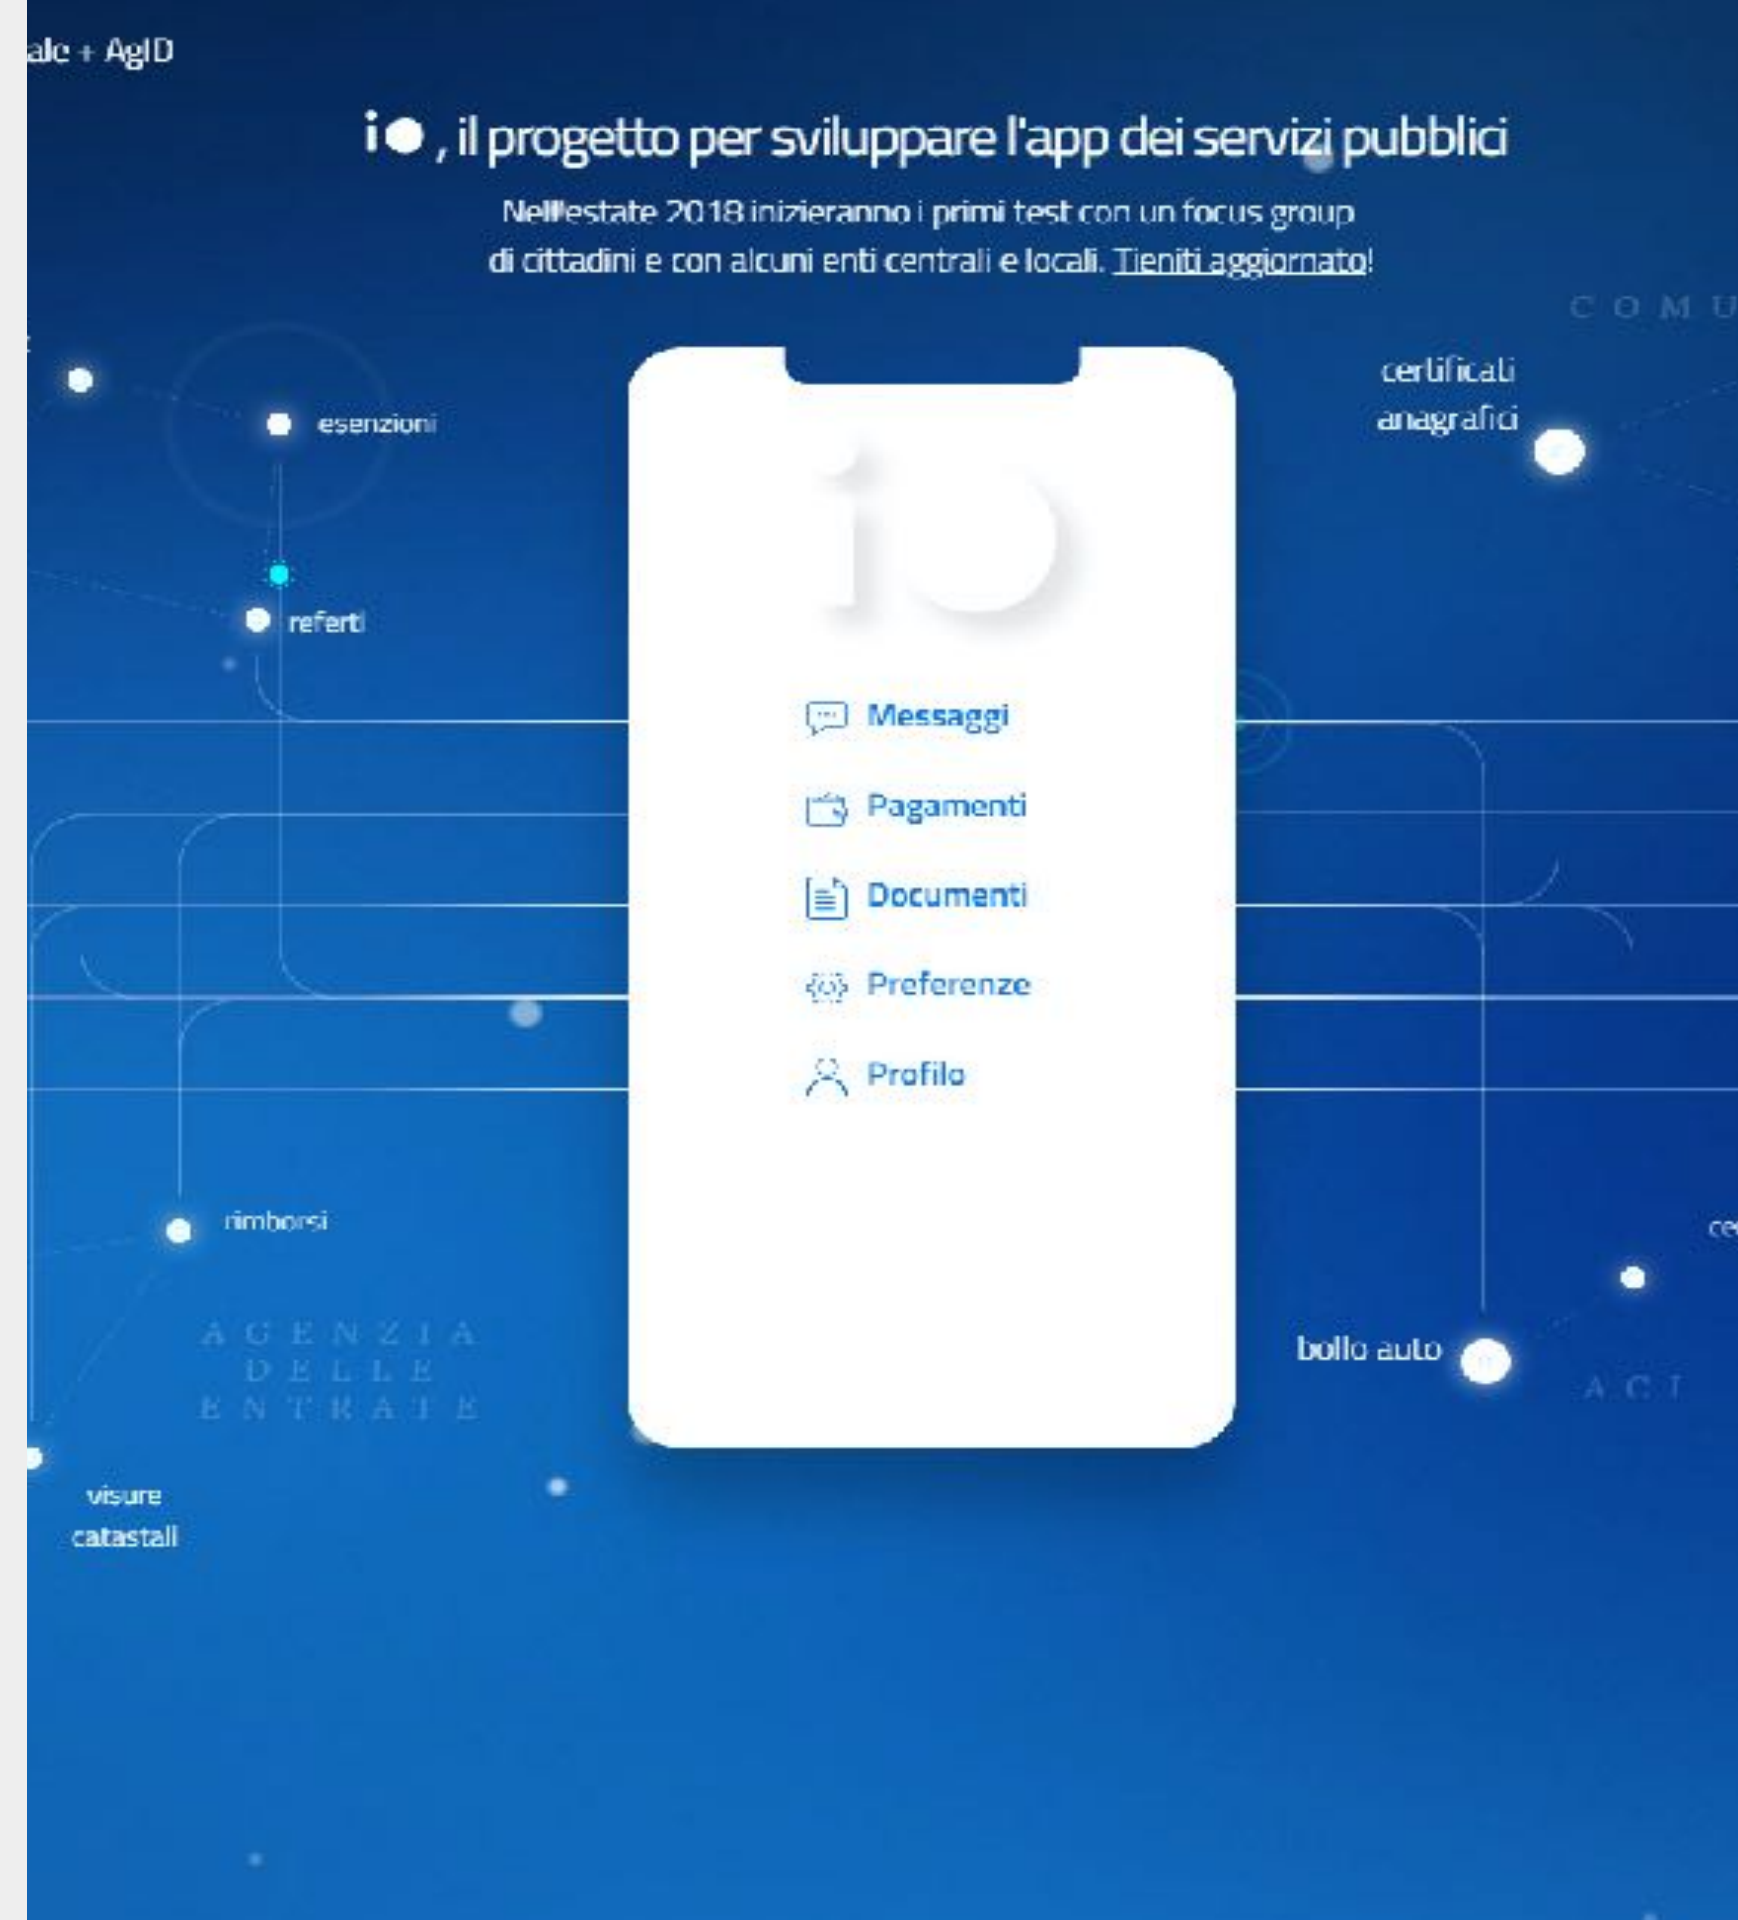 ale + AgID
io, il progetto per sviluppare l'app dei servizi pubblici
Nell'estate 2018 inizieranno i primi test con un focus group
di cittadini e con alcuni enti centrali e locali. Tieniti aggiornato!
COMU
certificati
anagrafici
esenzioni
referti
io
Messaggi
Pagamenti
Documenti
Preferenze
Profilo
rimborsi
AGENZIA
DELLE
ENTRATE
bollo auto
ACI
visure
catastali